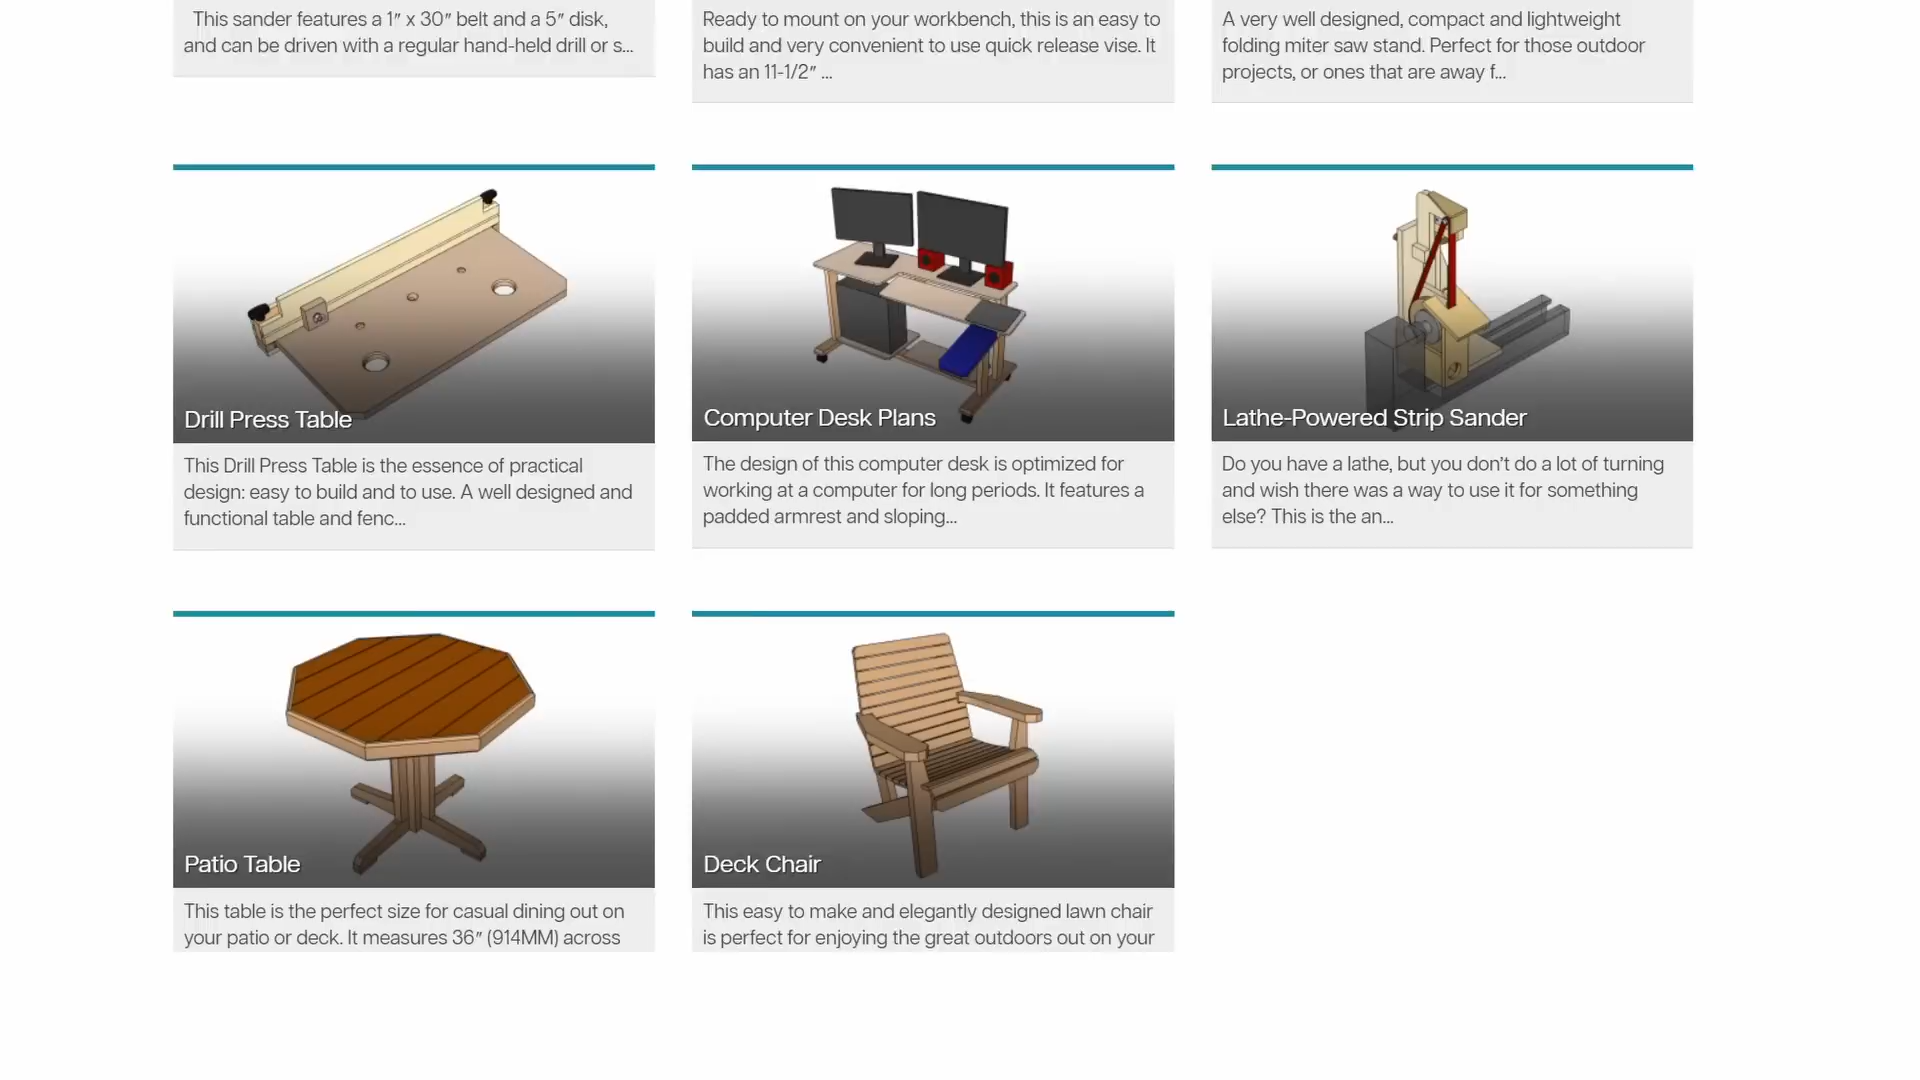 This sander features a 1″ x 30″ belt and a 5″ disk,
and can be driven with a regular hand-held drill or s...
Ready to mount on your workbench, this is an easy to
build and very convenient to use quick release vise. It
has an 11-1/2″ ...
A very well designed, compact and lightweight
folding miter saw stand. Perfect for those outdoor
projects, or ones that are away f...
Drill Press Table
This Drill Press Table is the essence of practical
design: easy to build and to use. A well designed and
functional table and fenc...
Computer Desk Plans
The design of this computer desk is optimized for
working at a computer for long periods. It features a
padded armrest and sloping...
Lathe-Powered Strip Sander
Do you have a lathe, but you don’t do a lot of turning
and wish there was a way to use it for something
else? This is the an...
Patio Table
This table is the perfect size for casual dining out on
your patio or deck. It measures 36″ (914MM) across
Deck Chair
This easy to make and elegantly designed lawn chair
is perfect for enjoying the great outdoors out on your